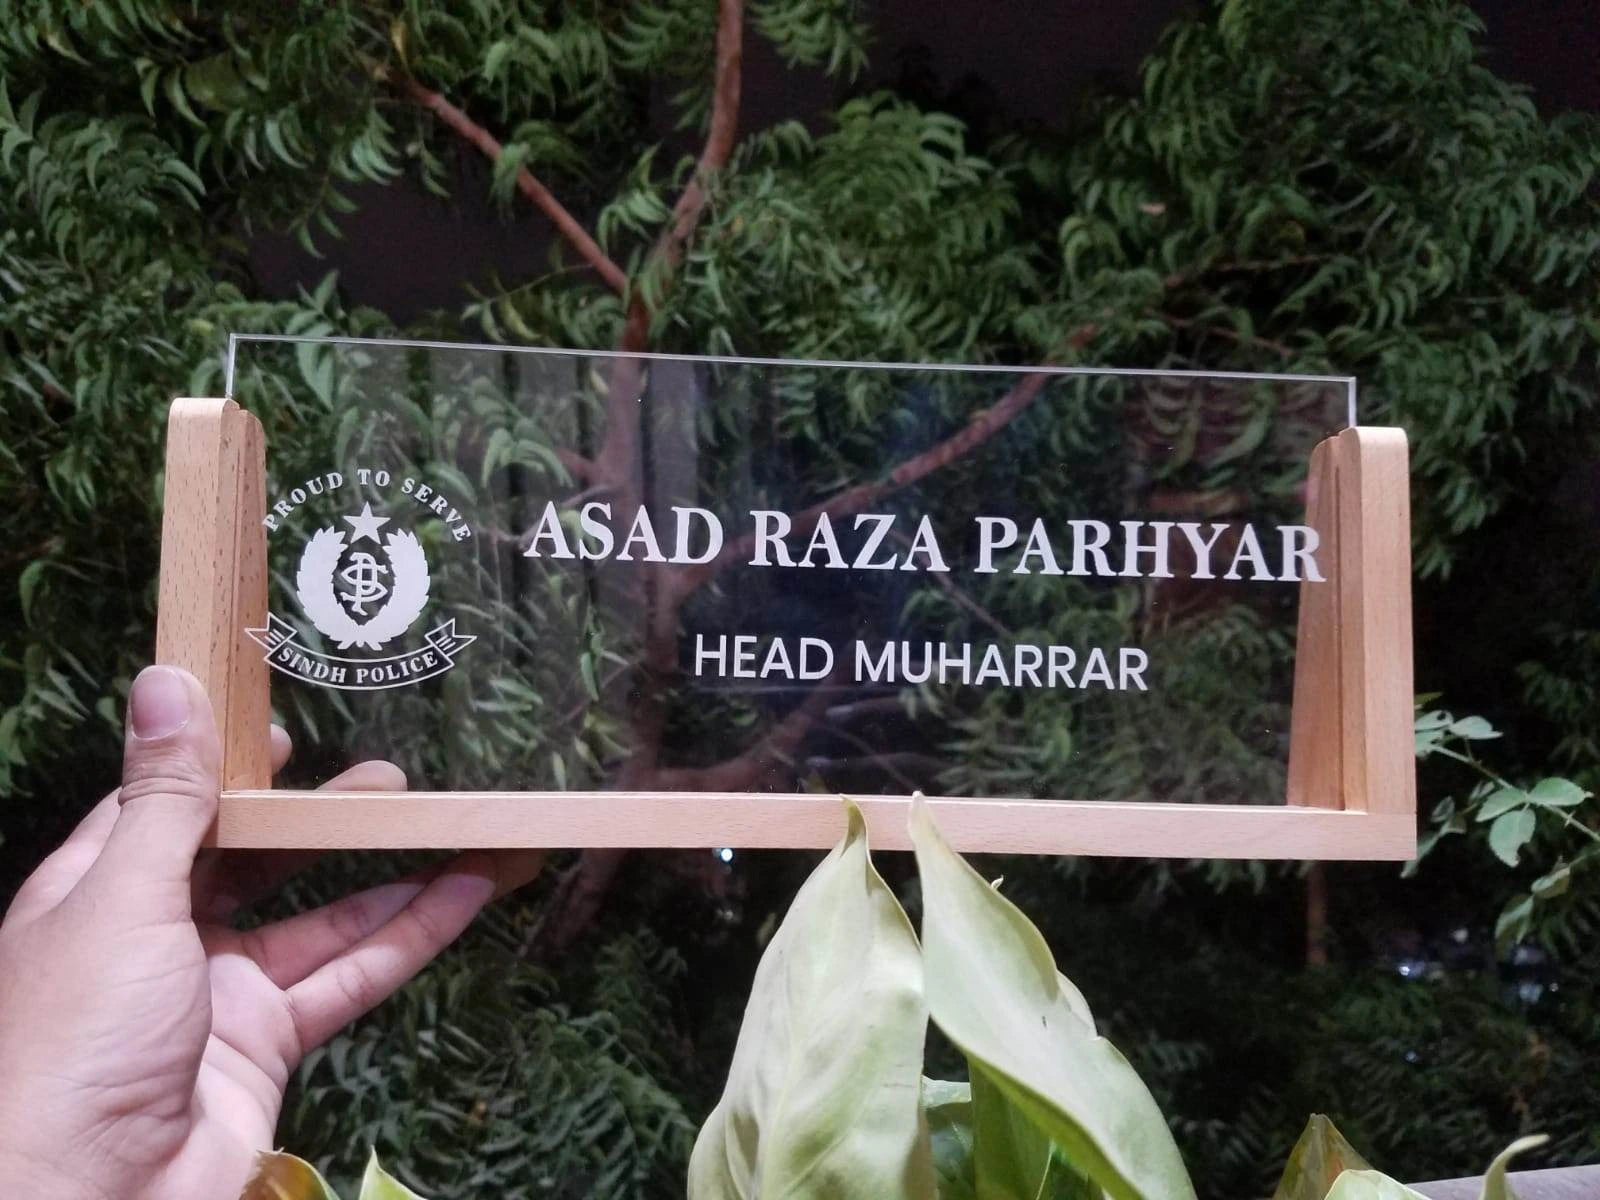 PROUD TO SERVE
SINDH POLICE
ASAD RAZA PARHYAR
HEAD MUHARRAR